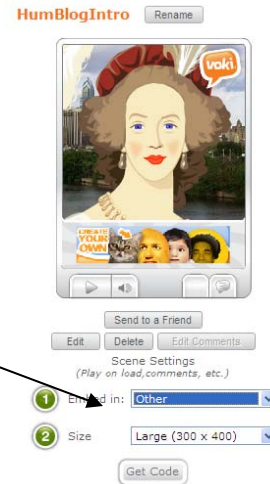 HumBlogIntro Rename
voki
CREATE
YOUR
OWN
Send to a Friend
Edit Delete Edit Comments
Scene Settings
(Play on load,comments, etc.)
1 Embed in: Other
2 Size Large (300 x 400)
Get Code